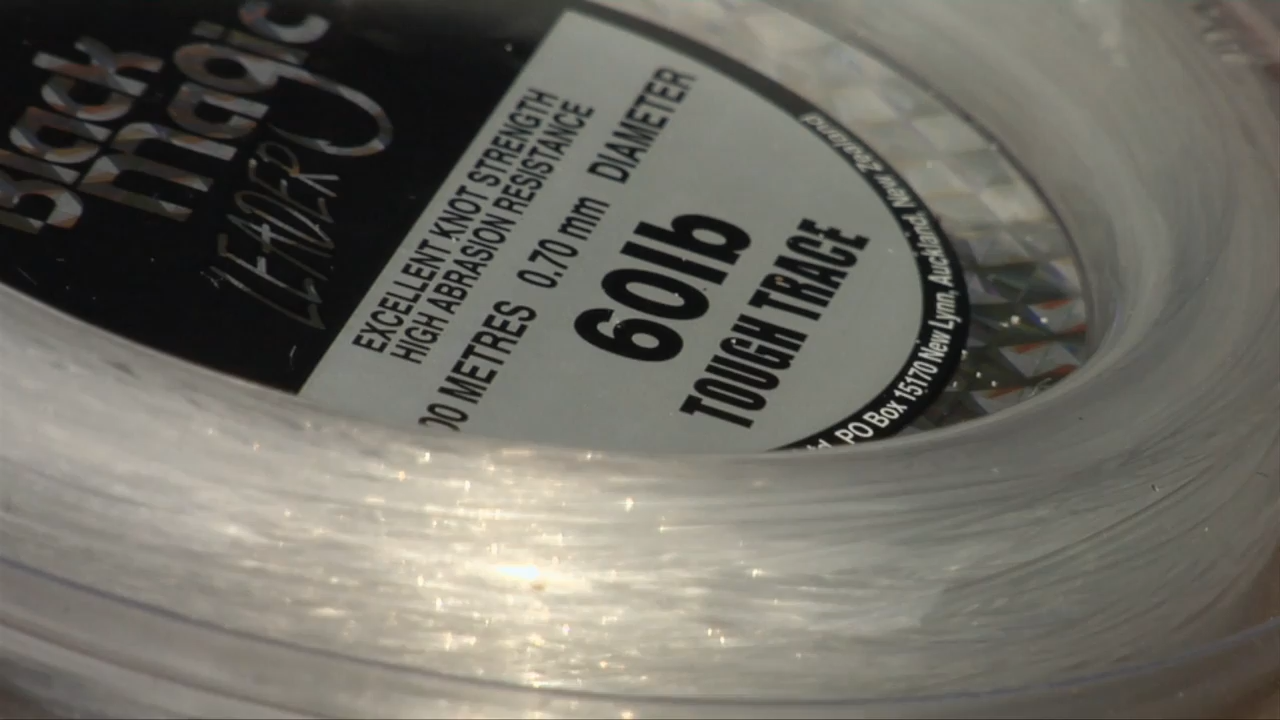 Black
magic
LEADER
EXCELLENT KNOT STRENGTH
HIGH ABRASION RESISTANCE
METRES 0.70 mm DIAMETER
60lb
TOUGH TRACE
PO Box 15170 New Lynn, Auckland, New Zealand